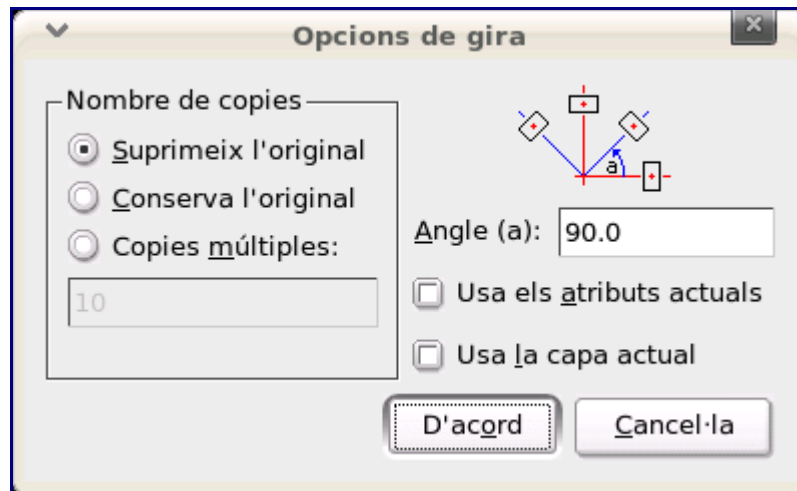 Opcions de gira
Nombre de copies
Suprimeix l'original
Conserva l'original
Copies múltiples:
10
a
Angle (a): 90.0
Usa els atributs actuals
Usa la capa actual
D'acord
Cancel·la